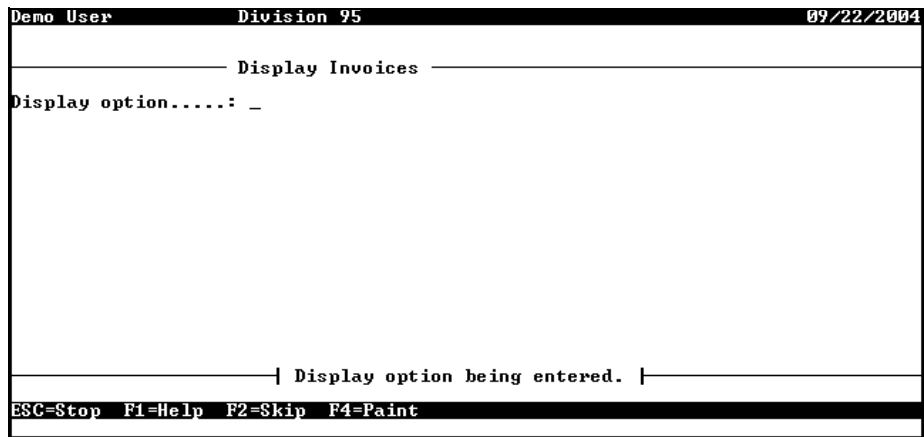 Demo User Division 95 09/22/2004
Display Invoices
Display option.....: _
Display option being entered.
ESC=Stop F1=Help F2=Skip F4=Paint